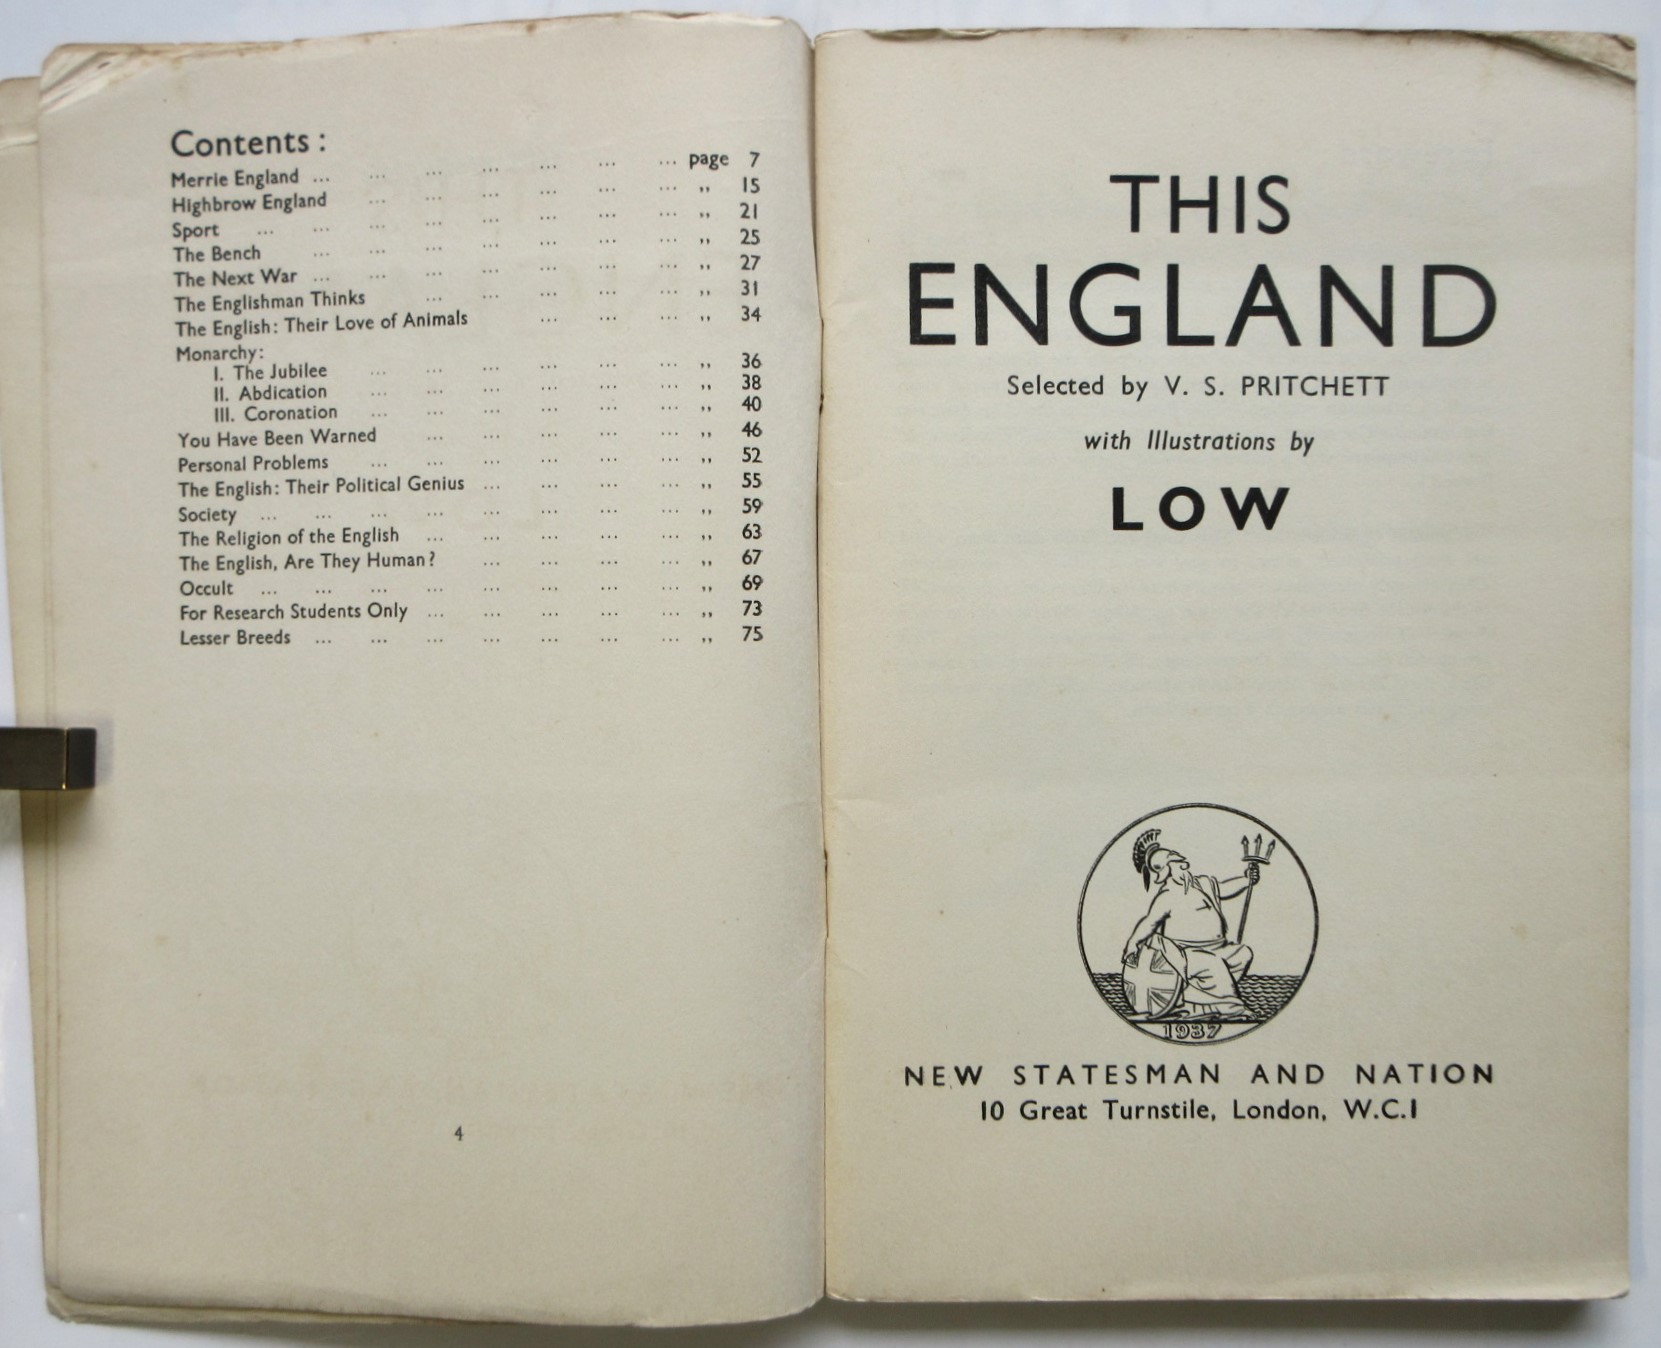 Contents :
Merrie England ... ... ... ... ... ... ... page 7
Highbrow England ... ... ... ... ... ... ,, 15
Sport ... ... ... ... ... ... ... ... ,, 21
The Bench ... ... ... ... ... ... ... ,, 25
The Next War ... ... ... ... ... ... ... ,, 27
The Englishman Thinks ... ... ... ... ... ,, 31
The English: Their Love of Animals ... ... ... ,, 34
Monarchy:
I. The Jubilee ... ... ... ... ... ... ,, 36
II. Abdication ... ... ... ... ... ... ,, 38
III. Coronation ... ... ... ... ... ... ,, 40
You Have Been Warned ... ... ... ... ... ,, 46
Personal Problems ... ... ... ... ... ... ,, 52
The English: Their Political Genius ... ... ... ... ,, 55
Society ... ... ... ... ... ... ... ... ,, 59
The Religion of the English ... ... ... ... ... ,, 63
The English, Are They Human? ... ... ... ... ,, 67
Occult ... ... ... ... ... ... ... ... ,, 69
For Research Students Only ... ... ... ... ... ,, 73
Lesser Breeds ... ... ... ... ... ... ... ,, 75
4
THIS
ENGLAND
Selected by V. S. PRITCHETT
with Illustrations by
LOW
1937
NEW STATESMAN AND NATION
10 Great Turnstile, London, W.C.1